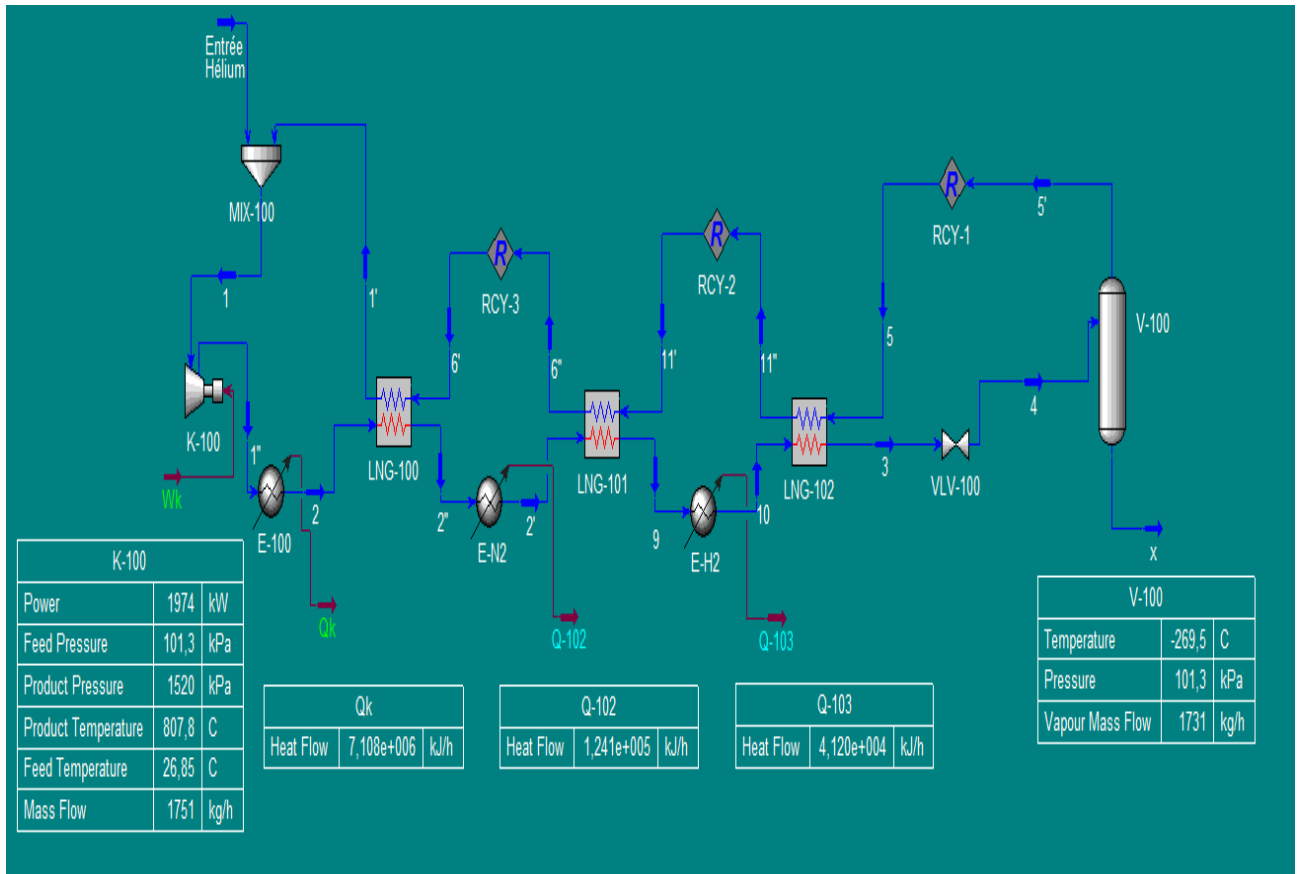 Entrée
Hélium
MIX-100
1
1'
K-100
1"
Wk
E-100
2
Qk
LNG-100
6'
RCY-3
6"
2"
E-N2
2'
Q-102
LNG-101
11'
RCY-2
11"
9
E-H2
10
Q-103
LNG-102
5
RCY-1
5'
3
VLV-100
4
V-100
x
K-100
Power 1974 kW
Feed Pressure 101,3 kPa
Product Pressure 1520 kPa
Product Temperature 807,8 C
Feed Temperature 26,85 C
Mass Flow 1751 kg/h
Qk
Heat Flow 7,108e+006 kJ/h
Q-102
Heat Flow 1,241e+005 kJ/h
Q-103
Heat Flow 4,120e+004 kJ/h
V-100
Temperature -269,5 C
Pressure 101,3 kPa
Vapour Mass Flow 1731 kg/h
R
R
R